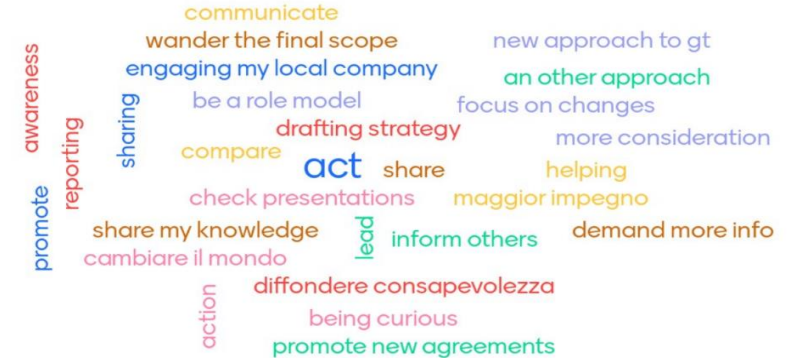 communicate
wander the final scope
new approach to gt
engaging my local company
an other approach
awareness
sharing
be a role model
focus on changes
reporting
drafting strategy
more consideration
compare
act
share
helping
promote
check presentations
maggior impegno
share my knowledge
lead
inform others
demand more info
cambiare il mondo
action
diffondere consapevolezza
being curious
promote new agreements